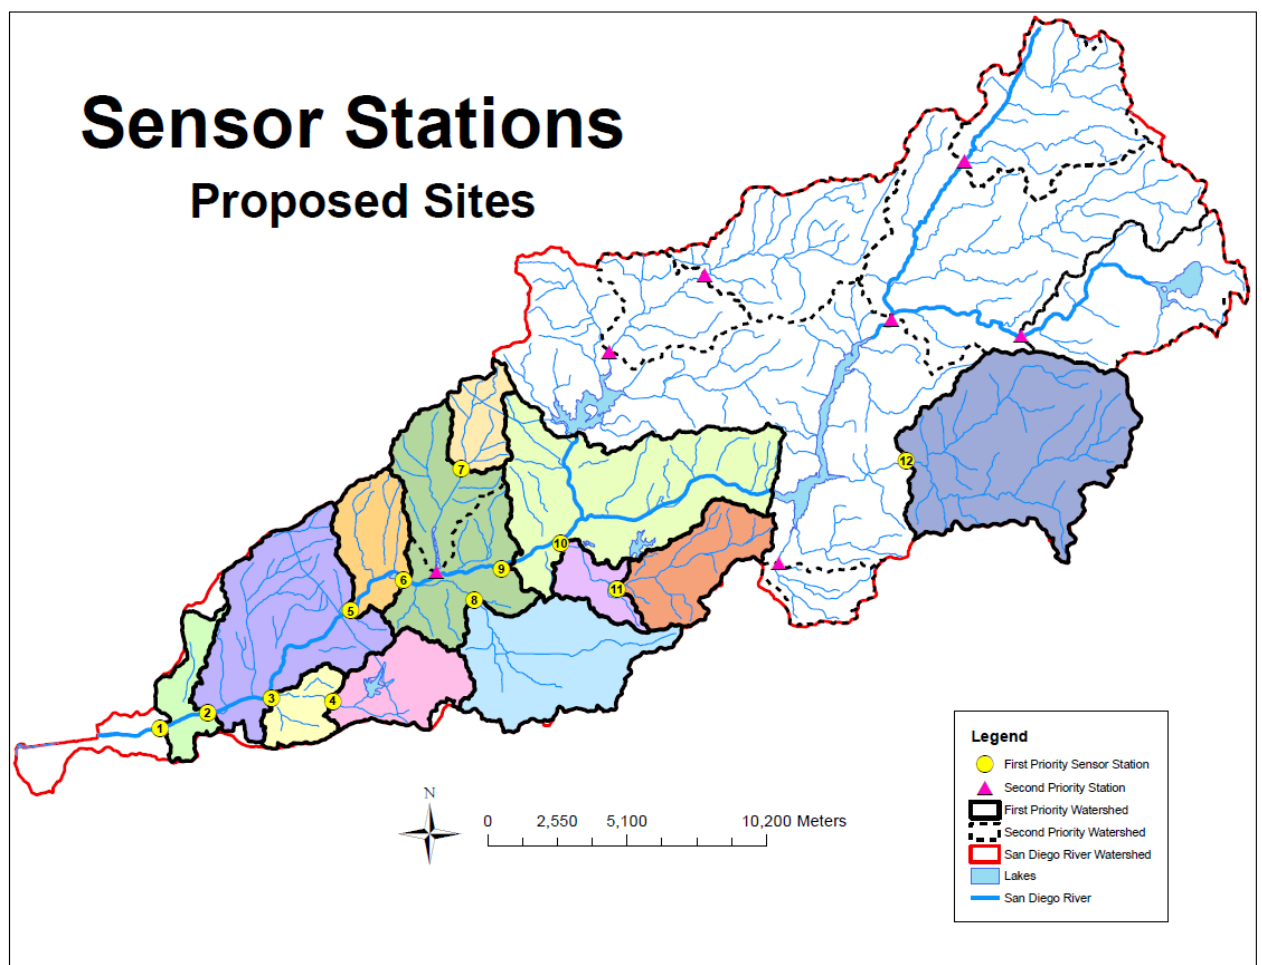 Sensor Stations
Proposed Sites
7
12
10
9
6
11
8
5
4
3
2
1
Legend
First Priority Sensor Station
Second Priority Station
First Priority Watershed
Second Priority Watershed
San Diego River Watershed
Lakes
San Diego River
N
0 2,550 5,100 10,200 Meters